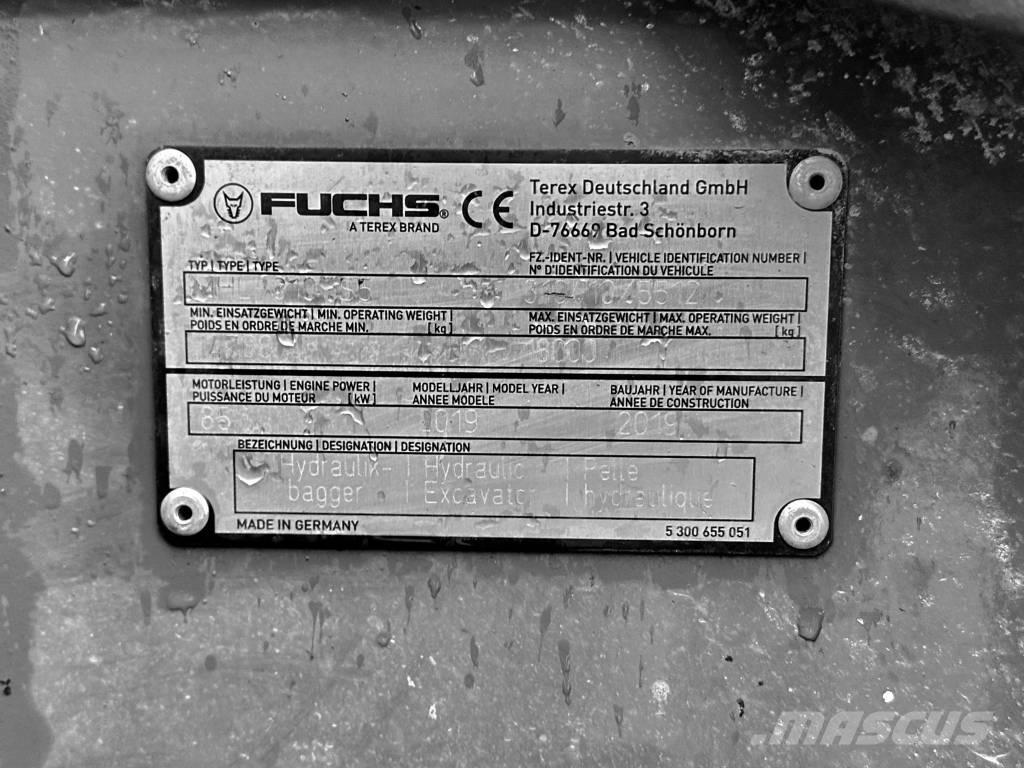 FUCHS®
A TEREX BRAND
CE
Terex Deutschland GmbH
Industriestr. 3
D-76669 Bad Schönborn
TYP | TYPE | TYPE
FZ.-IDENT-NR. | VEHICLE IDENTIFICATION NUMBER |
N° D'IDENTIFICATION DU VEHICULE
MIN. EINSATZGEWICHT | MIN. OPERATING WEIGHT |
POIDS EN ORDRE DE MARCHE MIN. [kg]
MAX. EINSATZGEWICHT | MAX. OPERATING WEIGHT |
POIDS EN ORDRE DE MARCHE MAX. [kg]
MOTORLEISTUNG | ENGINE POWER |
PUISSANCE DU MOTEUR [kW]
MODELLJAHR | MODEL YEAR |
ANNEE MODELE
2019
BAUJAHR | YEAR OF MANUFACTURE |
ANNEE DE CONSTRUCTION
2019
BEZEICHNUNG | DESIGNATION | DESIGNATION
Hydraulik- | Hydraulic | Pelle
bagger | Excavator | hydraulique
MADE IN GERMANY
5 300 655 051
MASCUS